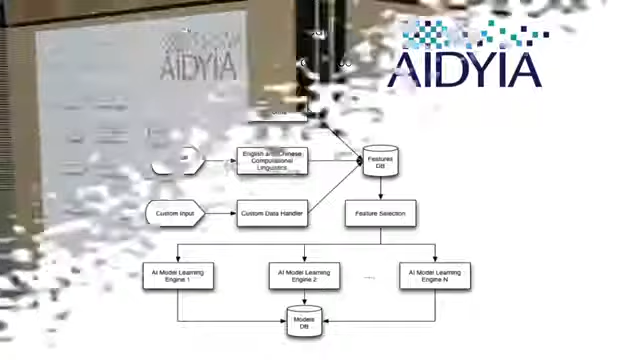 AIDYIA
AIDYIA
English and Chinese
Computational
Linguistics
Features
DB
Custom Input
Custom Data Handler
Feature Selection
AI Model Learning
Engine 1
AI Model Learning
Engine 2
AI Model Learning
Engine N
Models
DB